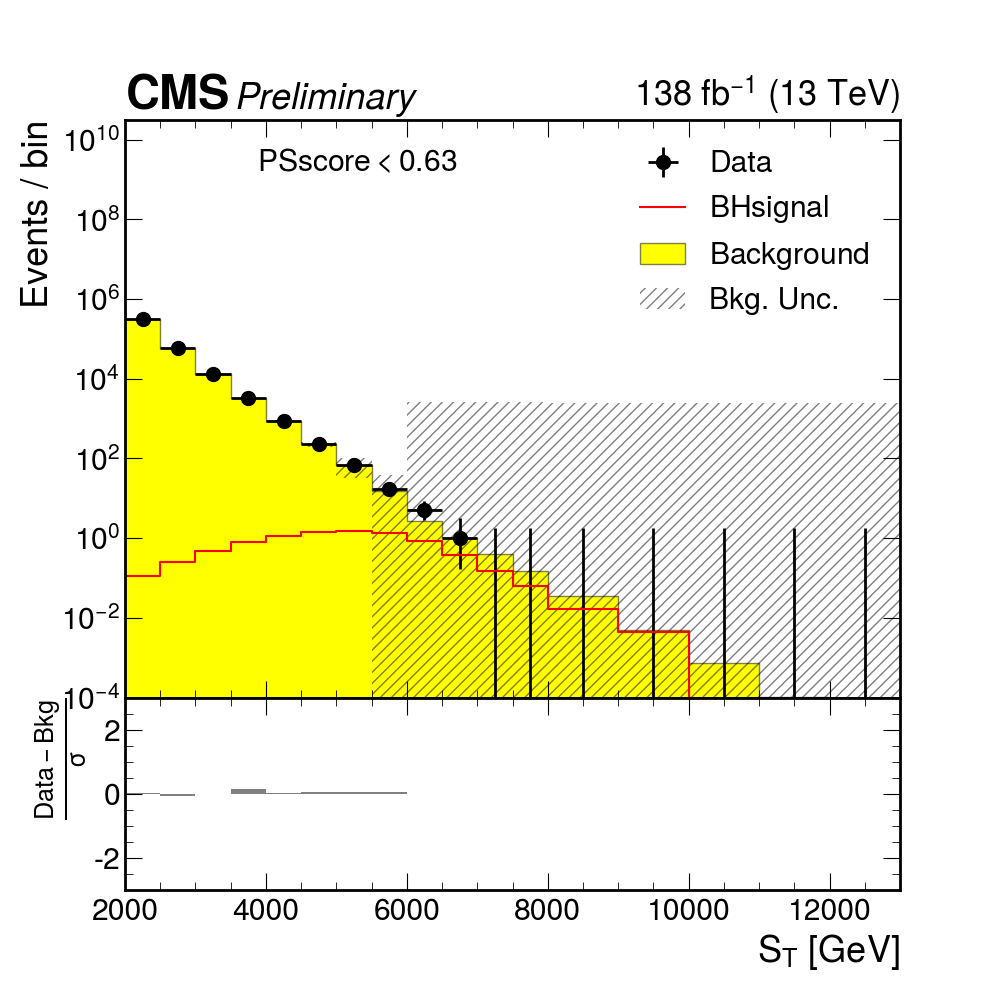 CMS Preliminary 138 fb⁻¹ (13 TeV)
Events / bin
PSscore < 0.63
Data
BHsignal
Background
Bkg. Unc.
10¹⁰
10⁸
10⁶
10⁴
10²
10⁰
10⁻²
10⁻⁴
Data − Bkg
σ
2
0
-2
2000 4000 6000 8000 10000 12000
S_T [GeV]